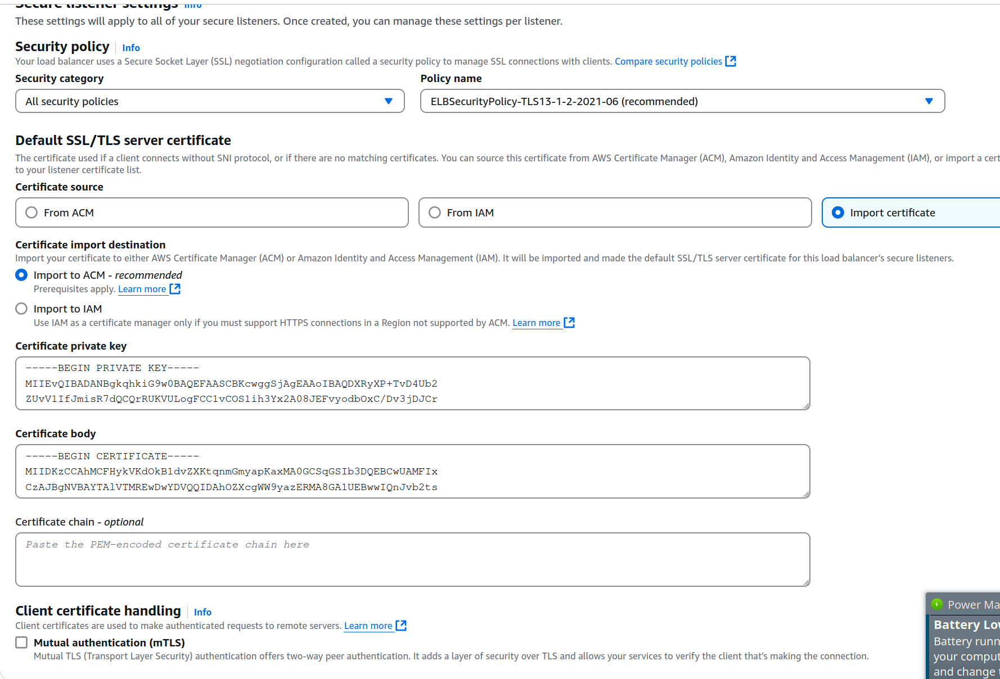 Secure listener settings Info
These settings will apply to all of your secure listeners. Once created, you can manage these settings per listener.
Security policy Info
Your load balancer uses a Secure Socket Layer (SSL) negotiation configuration called a security policy to manage SSL connections with clients. Compare security policies
Security category
Policy name
All security policies
ELBSecurityPolicy-TLS13-1-2-2021-06 (recommended)
Default SSL/TLS server certificate
The certificate used if a client connects without SNI protocol, or if there are no matching certificates. You can source this certificate from AWS Certificate Manager (ACM), Amazon Identity and Access Management (IAM), or import a cert
to your listener certificate list.
Certificate source
From ACM
From IAM
Import certificate
Certificate import destination
Import your certificate to either AWS Certificate Manager (ACM) or Amazon Identity and Access Management (IAM). It will be imported and made the default SSL/TLS server certificate for this load balancer’s secure listeners.
Import to ACM - recommended
Prerequisites apply. Learn more
Import to IAM
Use IAM as a certificate manager only if you must support HTTPS connections in a Region not supported by ACM. Learn more
Certificate private key
-----BEGIN PRIVATE KEY-----
MIIEvQIBADANBgkqhkiG9w0BAQEFAASCBKcwggSjAgEAAoIBAQDXRyXP+TvD4Ub2
ZUvV1IfJmisR7dQCQrRUKVULogFCC1vCOS1ih3Yx2A08JEFvyodbOxC/Dv3jDJCr
Certificate body
-----BEGIN CERTIFICATE-----
MIIDKzCCAhMCFHykVKdOkB1dvZXKtqnmGmyapKaxMA0GCSqGSIb3DQEBCwUAMFIx
CzAJBgNVBAYTAlVTMREwDwYDVQQIDAhOZXcgWW9yazERMA8GA1UEBwwIQnJvb2ts
Certificate chain - optional
Paste the PEM-encoded certificate chain here
Client certificate handling Info
Client certificates are used to make authenticated requests to remote servers. Learn more
Mutual authentication (mTLS)
Mutual TLS (Transport Layer Security) authentication offers two-way peer authentication. It adds a layer of security over TLS and allows your services to verify the client that's making the connection.
Power Ma
Battery Low
Battery runn
your comput
and change